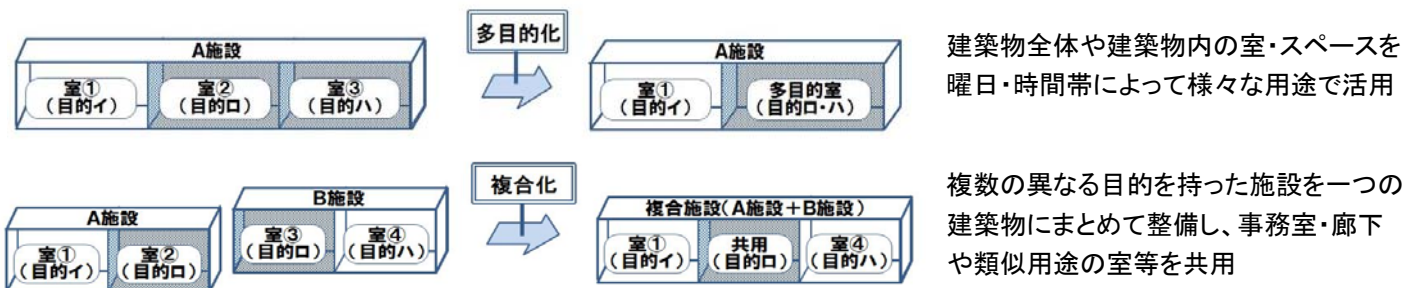 多目的化
A施設
室①
(目的イ)
室②
(目的ロ)
室③
(目的ハ)
A施設
室①
(目的イ)
多目的室
(目的ロ・ハ)
建築物全体や建築物内の室・スペースを
曜日・時間帯によって様々な用途で活用
複合化
A施設
室①
(目的イ)
室②
(目的ロ)
B施設
室③
(目的ロ)
室④
(目的ハ)
複合施設(A施設+B施設)
室①
(目的イ)
共用
(目的ロ)
室④
(目的ハ)
複数の異なる目的を持った施設を一つの
建築物にまとめて整備し、事務室・廊下
や類似用途の室等を共用